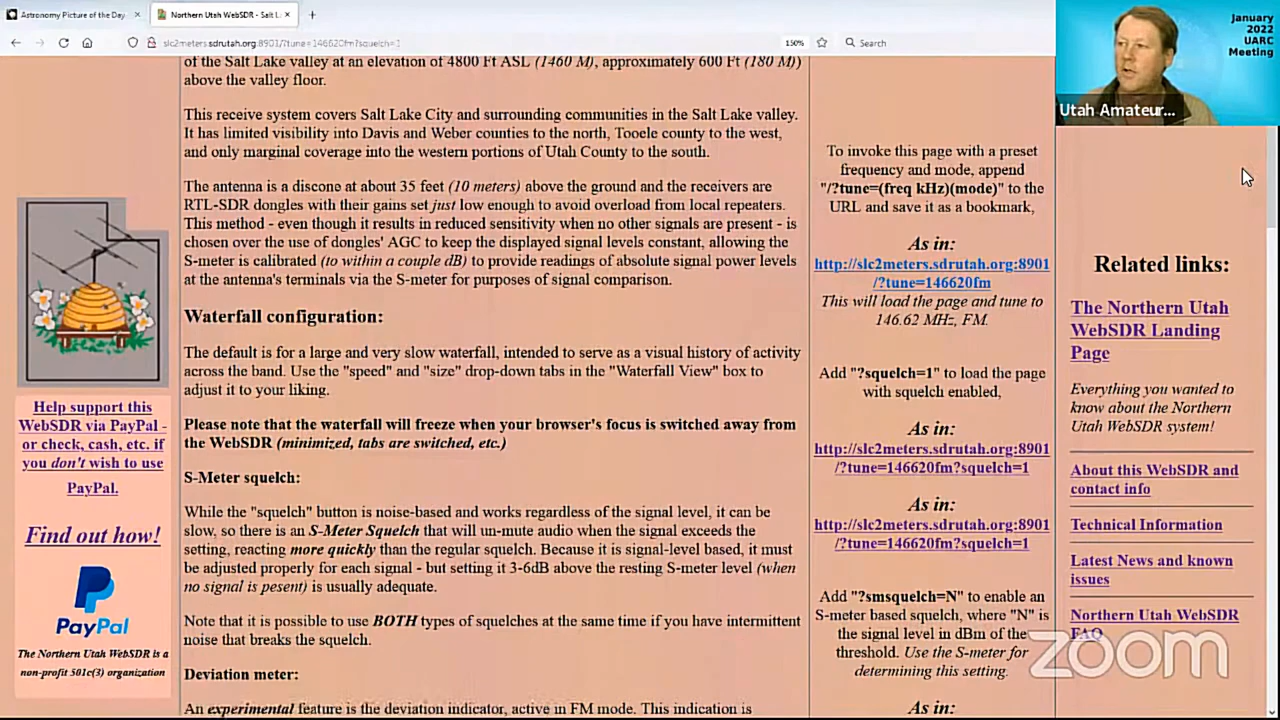 Astronomy Picture of the Day
Northern Utah WebSDR - Salt L
slc2meters.sdrutah.org:8901/?tune=146620fm?squelch=1
150%
Search
January
2022
UARC
Meeting
Utah Amateur...
of the Salt Lake valley at an elevation of 4800 Ft ASL (1460 M), approximately 600 Ft (180 M))
above the valley floor.
This receive system covers Salt Lake City and surrounding communities in the Salt Lake valley.
It has limited visibility into Davis and Weber counties to the north, Tooele county to the west,
and only marginal coverage into the western portions of Utah County to the south.
The antenna is a discone at about 35 feet (10 meters) above the ground and the receivers are
RTL-SDR dongles with their gains set just low enough to avoid overload from local repeaters.
This method - even though it results in reduced sensitivity when no other signals are present - is
chosen over the use of dongles' AGC to keep the displayed signal levels constant, allowing the
S-meter is calibrated (to within a couple dB) to provide readings of absolute signal power levels
at the antenna's terminals via the S-meter for purposes of signal comparison.
Waterfall configuration:
The default is for a large and very slow waterfall, intended to serve as a visual history of activity
across the band. Use the "speed" and "size" drop-down tabs in the "Waterfall View" box to
adjust it to your liking.
Please note that the waterfall will freeze when your browser's focus is switched away from
the WebSDR (minimized, tabs are switched, etc.)
S-Meter squelch:
While the "squelch" button is noise-based and works regardless of the signal level, it can be
slow, so there is an S-Meter Squelch that will un-mute audio when the signal exceeds the
setting, reacting more quickly than the regular squelch. Because it is signal-level based, it must
be adjusted properly for each signal - but setting it 3-6dB above the resting S-meter level (when
no signal is pesent) is usually adequate.
Note that it is possible to use BOTH types of squelches at the same time if you have intermittent
noise that breaks the squelch.
Deviation meter:
An experimental feature is the deviation indicator, active in FM mode. This indication is
Help support this
WebSDR via PayPal -
or check, cash, etc. if
you don't wish to use
PayPal.
Find out how!
PayPal
The Northern Utah WebSDR is a
non-profit 501c(3) organization
To invoke this page with a preset
frequency and mode, append
"/?tune=(freq kHz)(mode)" to the
URL and save it as a bookmark,
As in:
http://slc2meters.sdrutah.org:8901
/?tune=146620fm
This will load the page and tune to
146.62 MHz, FM.
Add "?squelch=1" to load the page
with squelch enabled,
As in:
http://slc2meters.sdrutah.org:8901
/?tune=146620fm?squelch=1
As in:
http://slc2meters.sdrutah.org:8901
/?tune=146620fm?squelch=1
Add "?smsquelch=N" to enable an
S-meter based squelch, where "N" is
the signal level in dBm of the
threshold. Use the S-meter for
determining this setting.
As in:
Related links:
The Northern Utah
WebSDR Landing
Page
Everything you wanted to
know about the Northern
Utah WebSDR system!
About this WebSDR and
contact info
Technical Information
Latest News and known
issues
Northern Utah WebSDR
FAQ
zoom